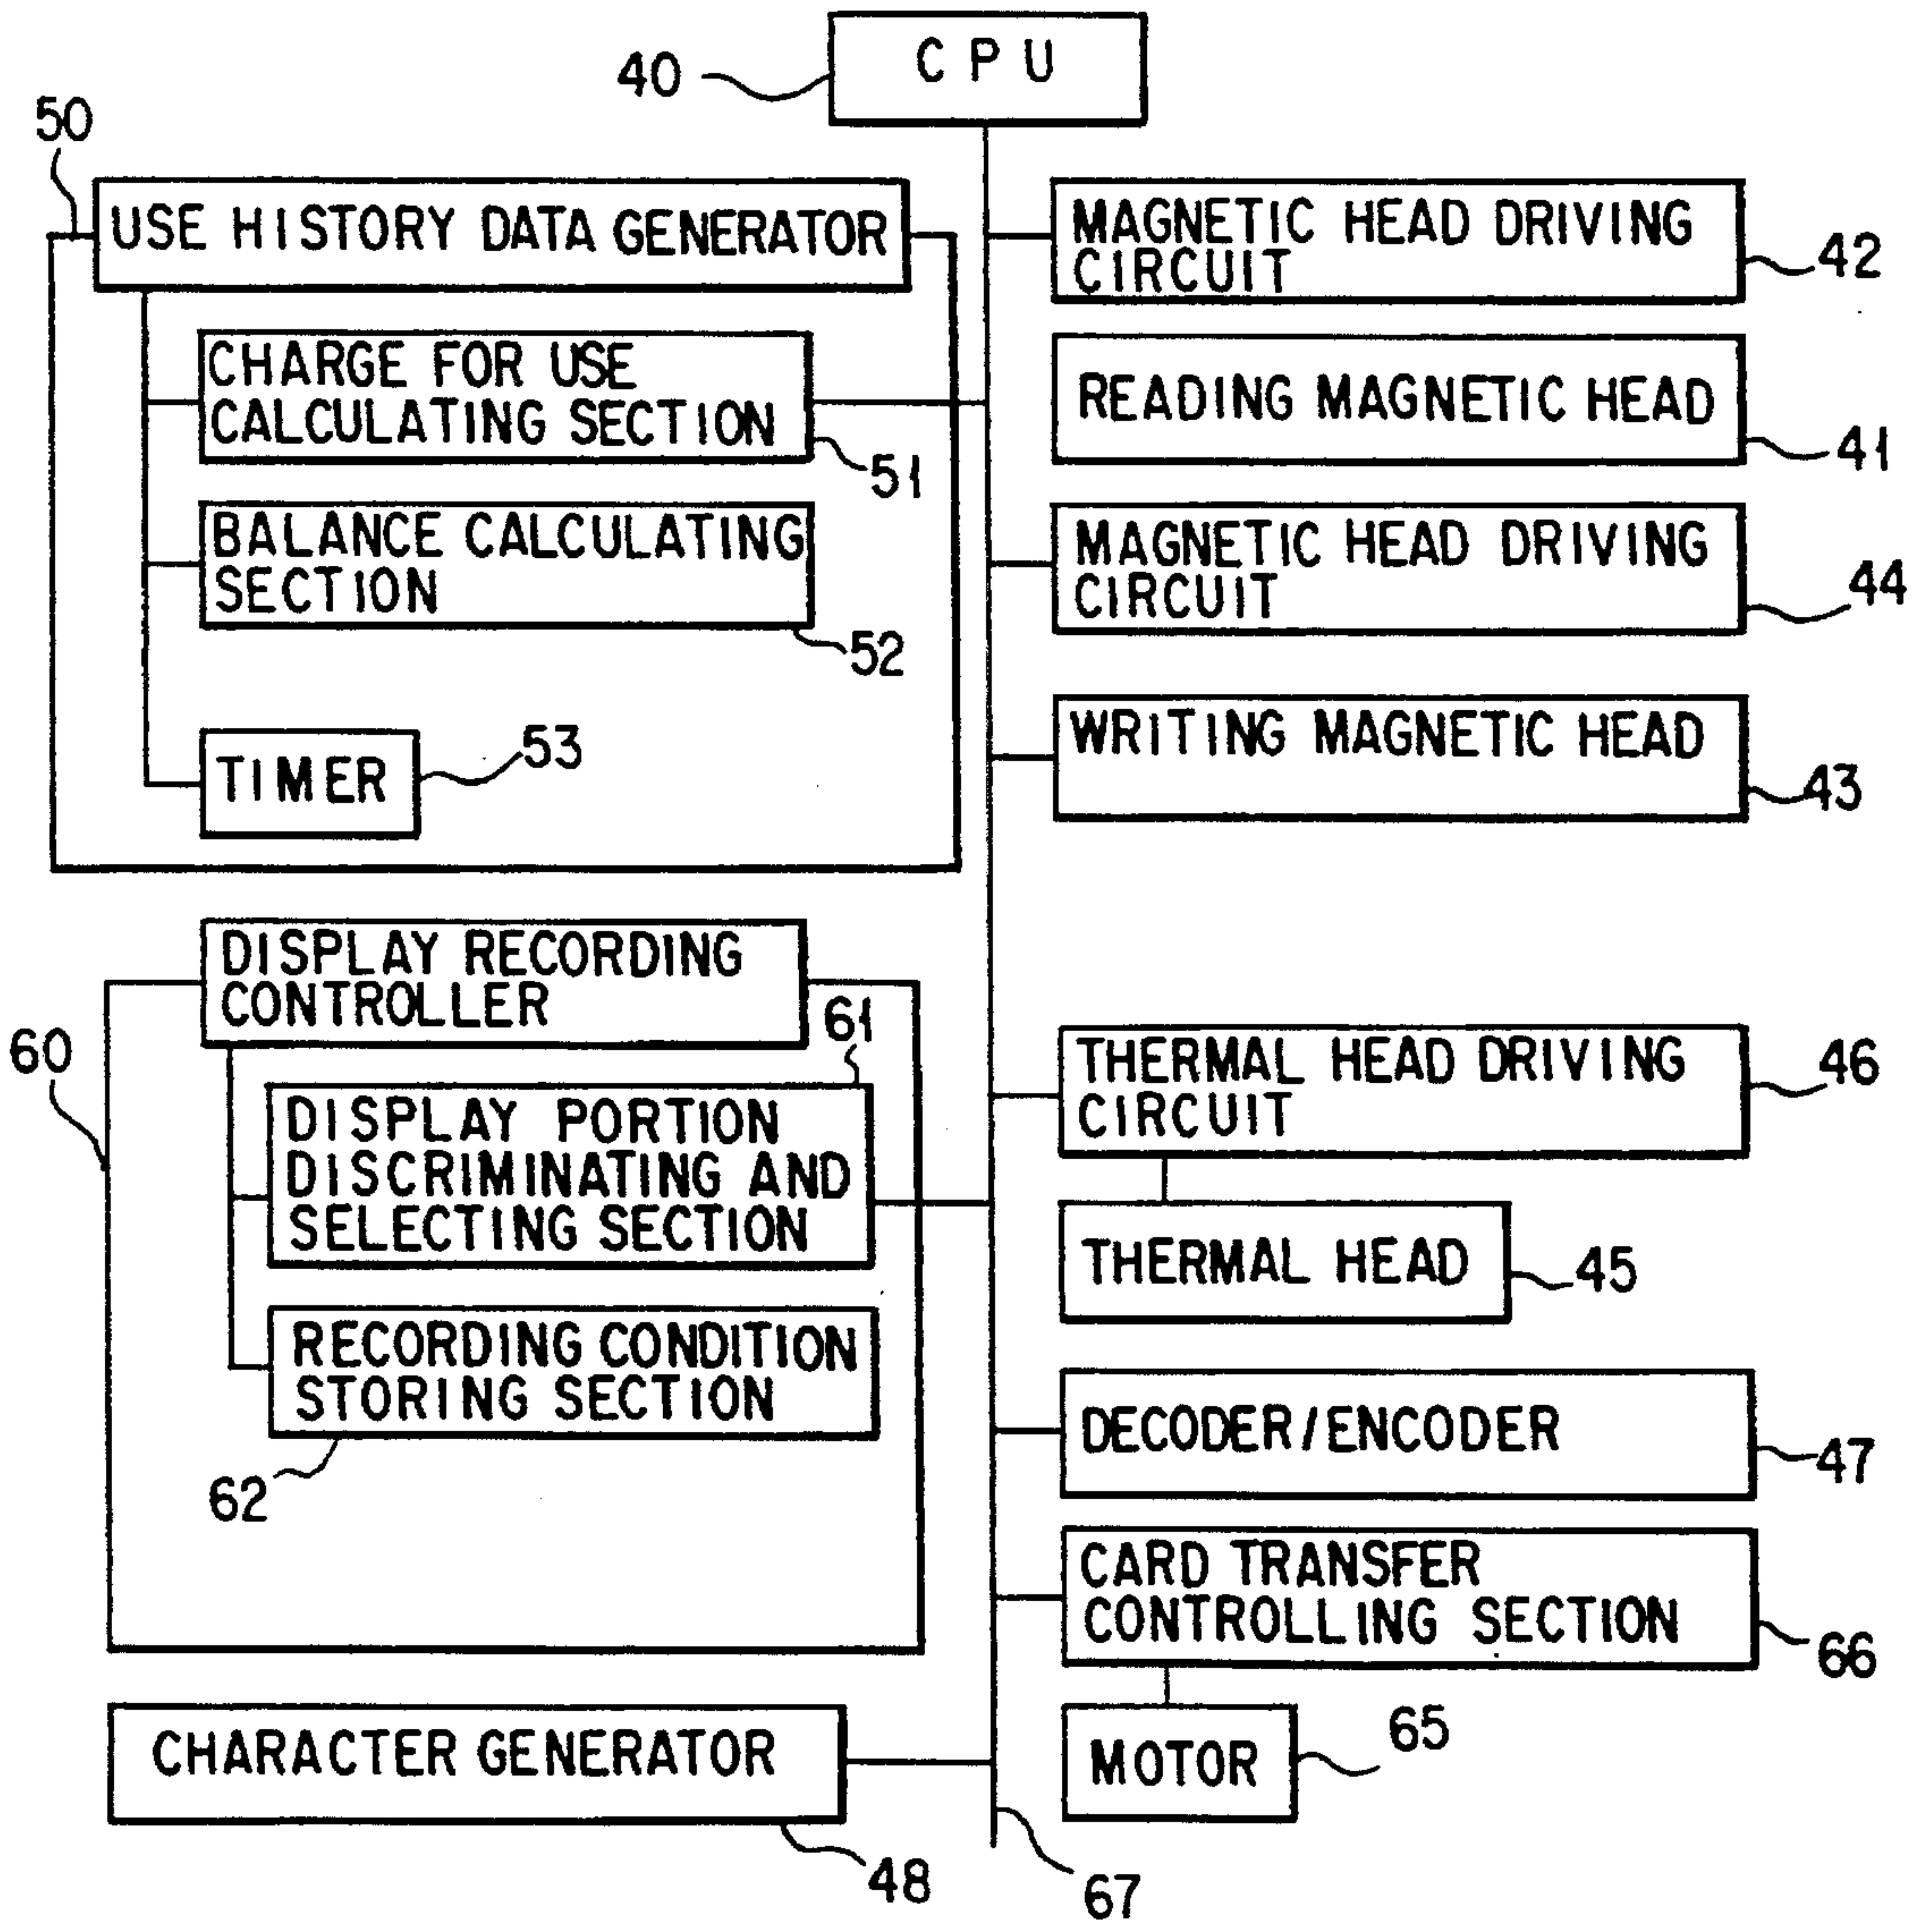 CPU
40
50
USE HISTORY DATA GENERATOR
CHARGE FOR USE
CALCULATING SECTION
51
BALANCE CALCULATING
SECTION
52
TIMER
53
MAGNETIC HEAD DRIVING
CIRCUIT
42
READING MAGNETIC HEAD
41
MAGNETIC HEAD DRIVING
CIRCUIT
44
WRITING MAGNETIC HEAD
43
DISPLAY RECORDING
CONTROLLER
60
61
DISPLAY PORTION
DISCRIMINATING AND
SELECTING SECTION
RECORDING CONDITION
STORING SECTION
62
THERMAL HEAD DRIVING
CIRCUIT
46
THERMAL HEAD
45
DECODER/ENCODER
47
CARD TRANSFER
CONTROLLING SECTION
66
MOTOR
65
CHARACTER GENERATOR
48
67